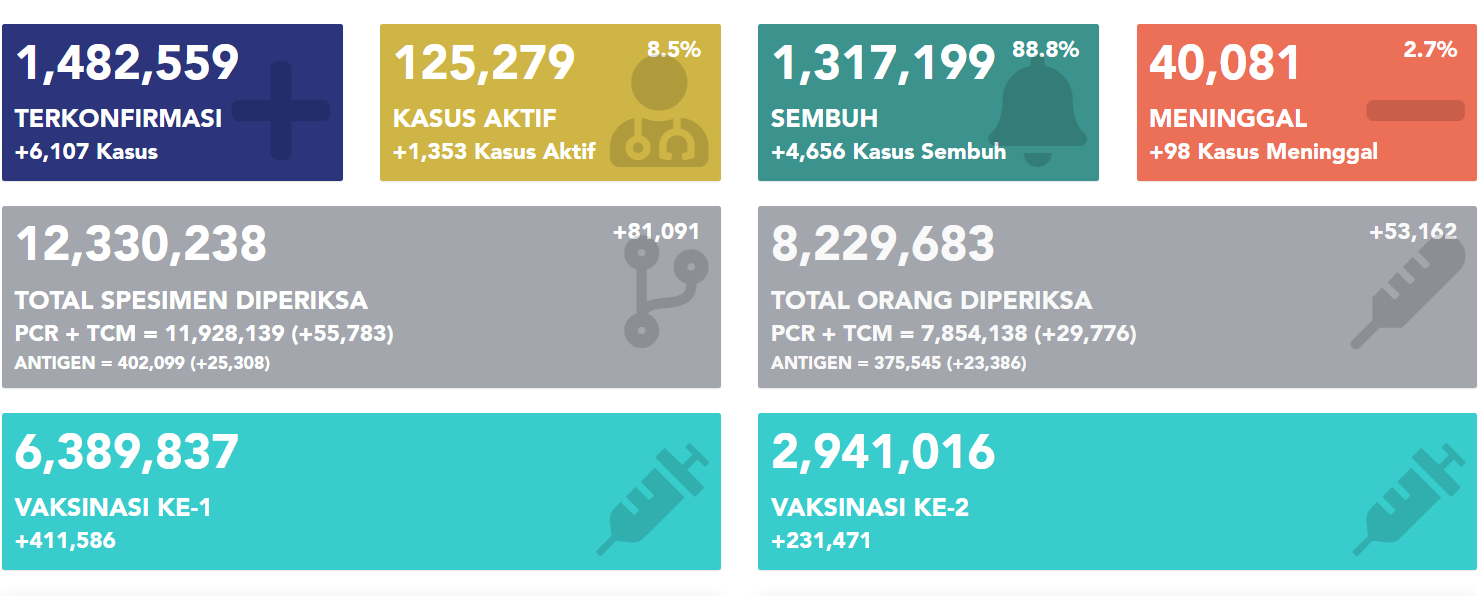 1,482,559
TERKONFIRMASI
+6,107 Kasus
125,279
8.5%
KASUS AKTIF
+1,353 Kasus Aktif
1,317,199
88.8%
SEMBUH
+4,656 Kasus Sembuh
40,081
2.7%
MENINGGAL
+98 Kasus Meninggal
12,330,238
+81,091
TOTAL SPESIMEN DIPERIKSA
PCR + TCM = 11,928,139 (+55,783)
ANTIGEN = 402,099 (+25,308)
8,229,683
+53,162
TOTAL ORANG DIPERIKSA
PCR + TCM = 7,854,138 (+29,776)
ANTIGEN = 375,545 (+23,386)
6,389,837
VAKSINASI KE-1
+411,586
2,941,016
VAKSINASI KE-2
+231,471